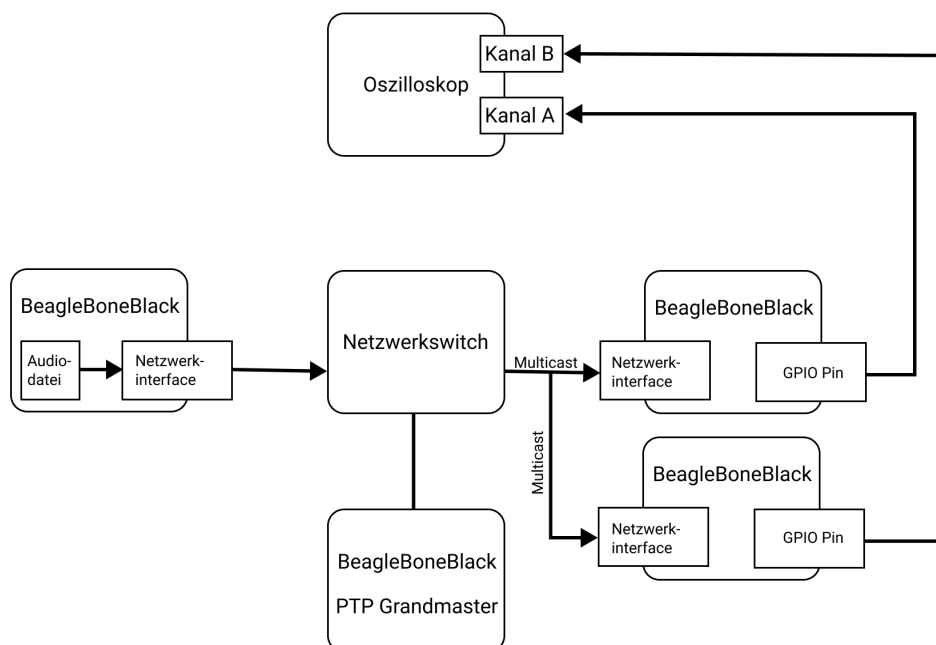 Kanal B
Oszilloskop
Kanal A
BeagleBoneBlack
Audio-
datei
Netzwerk-
interface
Netzwerkswitch
Multicast
Multicast
BeagleBoneBlack
Netzwerk-
interface
GPIO Pin
BeagleBoneBlack
Netzwerk-
interface
GPIO Pin
BeagleBoneBlack
PTP Grandmaster